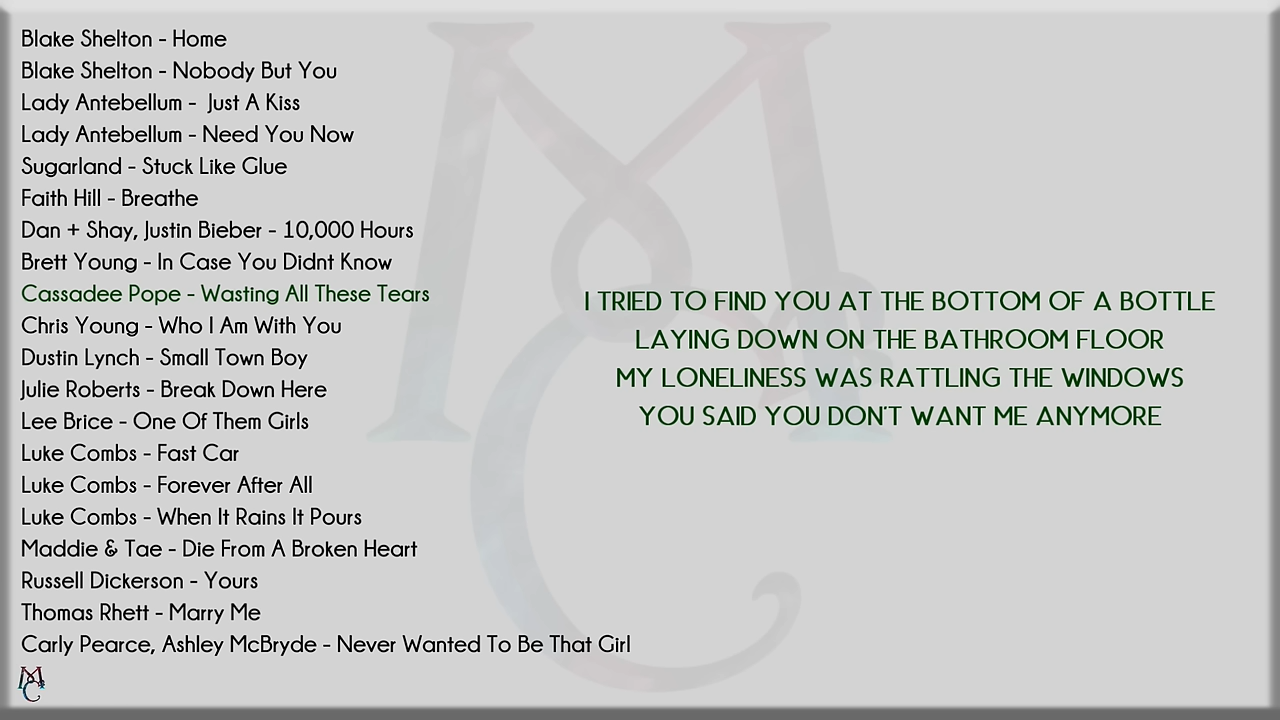 Blake Shelton - Home
Blake Shelton - Nobody But You
Lady Antebellum -  Just A Kiss
Lady Antebellum - Need You Now
Sugarland - Stuck Like Glue
Faith Hill - Breathe
Dan + Shay, Justin Bieber - 10,000 Hours
Brett Young - In Case You Didnt Know
Cassadee Pope - Wasting All These Tears
Chris Young - Who I Am With You
Dustin Lynch - Small Town Boy
Julie Roberts - Break Down Here
Lee Brice - One Of Them Girls
Luke Combs - Fast Car
Luke Combs - Forever After All
Luke Combs - When It Rains It Pours
Maddie & Tae - Die From A Broken Heart
Russell Dickerson - Yours
Thomas Rhett - Marry Me
Carly Pearce, Ashley McBryde - Never Wanted To Be That Girl
I TRIED TO FIND YOU AT THE BOTTOM OF A BOTTLE
LAYING DOWN ON THE BATHROOM FLOOR
MY LONELINESS WAS RATTLING THE WINDOWS
YOU SAID YOU DON'T WANT ME ANYMORE